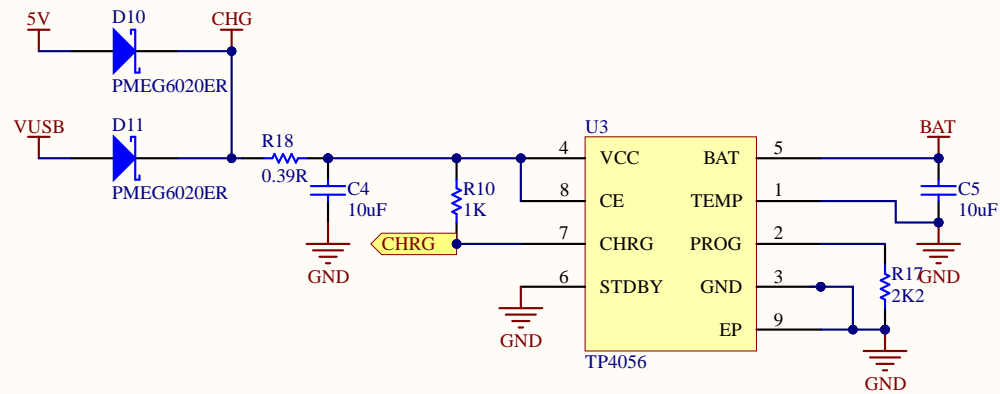 5V
D10
CHG
PMEG6020ER
VUSB
D11
PMEG6020ER
R18
0.39R
C4
10uF
GND
R10
1K
CHRG
U3
4 VCC BAT 5
8 CE TEMP 1
7 CHRG PROG 2
6 STDBY GND 3
EP 9
TP4056
GND
BAT
C5
10uF
GND
R17
2K2
GND